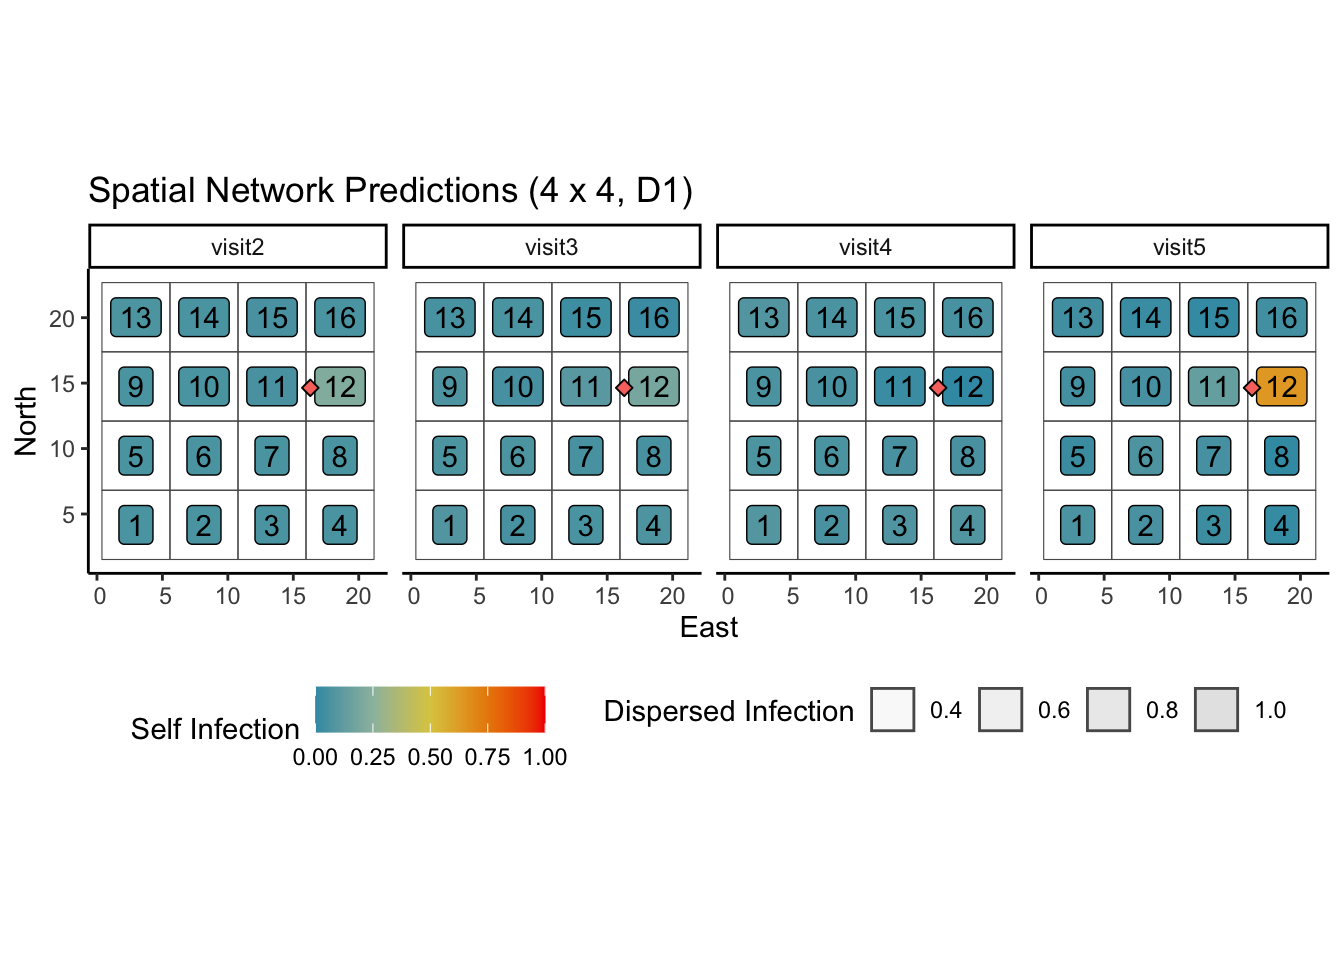 Spatial Network Predictions (4 x 4, D1)
visit2 visit3 visit4 visit5
20 13 14 15 16 13 14 15 16 13 14 15 16 13 14 15 16
15 9 10 11 12 9 10 11 12 9 10 11 12 9 10 11 12
North
10 5 6 7 8 5 6 7 8 5 6 7 8 5 6 7 8
5 1 2 3 4 1 2 3 4 1 2 3 4 1 2 3 4
0 5 10 15 20 0 5 10 15 20 0 5 10 15 20 0 5 10 15 20
East
Self Infection
0.00 0.25 0.50 0.75 1.00
Dispersed Infection 0.4 0.6 0.8 1.0